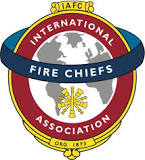 IAFC
INTERNATIONAL
FIRE CHIEFS
ASSOCIATION
ORG 1873